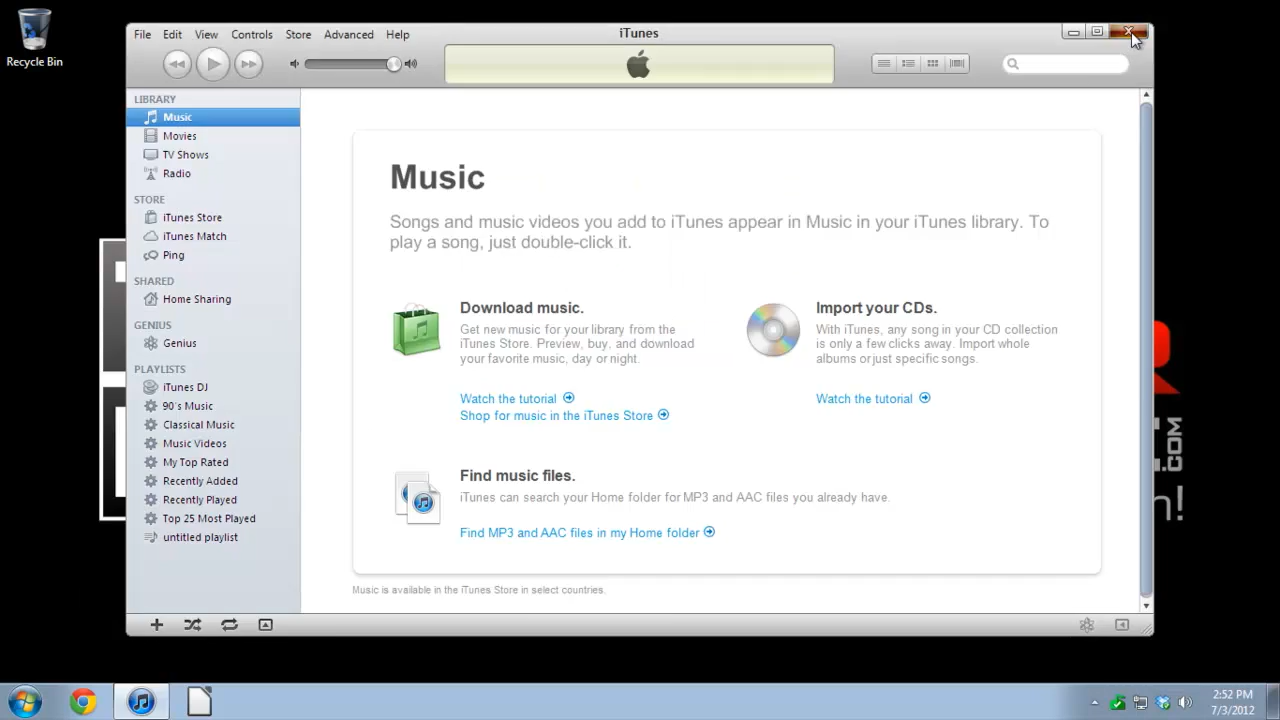 Recycle Bin
iTunes
File Edit View Controls Store Advanced Help
LIBRARY
Music
Movies
TV Shows
Radio
STORE
iTunes Store
iTunes Match
Ping
SHARED
Home Sharing
GENIUS
Genius
PLAYLISTS
iTunes DJ
90's Music
Classical Music
Music Videos
My Top Rated
Recently Added
Recently Played
Top 25 Most Played
untitled playlist
Music
Songs and music videos you add to iTunes appear in Music in your iTunes library. To
play a song, just double-click it.
Download music.
Get new music for your library from the
iTunes Store. Preview, buy, and download
your favorite music, day or night.
Watch the tutorial
Shop for music in the iTunes Store
Import your CDs.
With iTunes, any song in your CD collection
is only a few clicks away. Import whole
albums or just specific songs.
Watch the tutorial
Find music files.
iTunes can search your Home folder for MP3 and AAC files you already have.
Find MP3 and AAC files in my Home folder
Music is available in the iTunes Store in select countries.
.COM
2:52 PM
7/3/2012